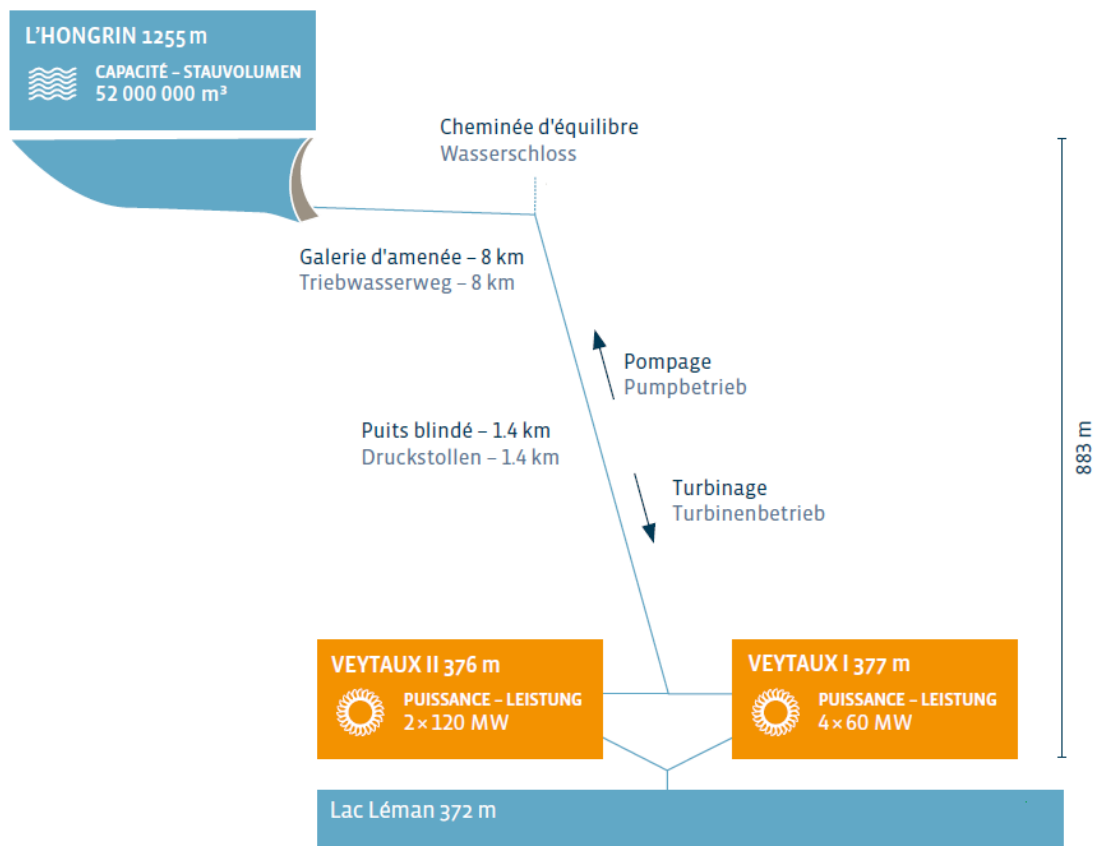 L'HONGRIN 1255 m
CAPACITÉ – STAUVOLUMEN
52 000 000 m³
Cheminée d'équilibre
Wasserschloss
Galerie d'amenée – 8 km
Triebwasserweg – 8 km
Pompage
Pumpbetrieb
Puits blindé – 1.4 km
Druckstollen – 1.4 km
883 m
Turbinage
Turbinenbetrieb
VEYTAUX II 376 m
PUISSANCE – LEISTUNG
2 × 120 MW
VEYTAUX I 377 m
PUISSANCE – LEISTUNG
4 × 60 MW
Lac Léman 372 m